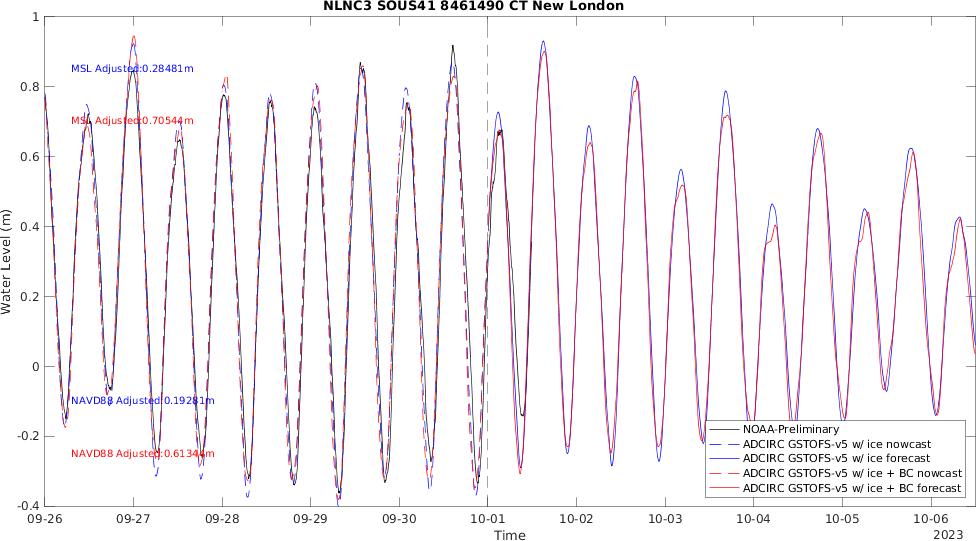 NLNC3 SOUS41 8461490 CT New London
1
0.8
0.6
0.4
0.2
0
-0.2
-0.4
Water Level (m)
MSL Adjusted:0.28481m
MSL Adjusted:0.70544m
NAVD88 Adjusted:0.19281m
NAVD88 Adjusted:0.61344m
NOAA-Preliminary
ADCIRC GSTOFS-v5 w/ ice nowcast
ADCIRC GSTOFS-v5 w/ ice forecast
ADCIRC GSTOFS-v5 w/ ice + BC nowcast
ADCIRC GSTOFS-v5 w/ ice + BC forecast
09-26 09-27 09-28 09-29 09-30 10-01 10-02 10-03 10-04 10-05 10-06
Time
2023